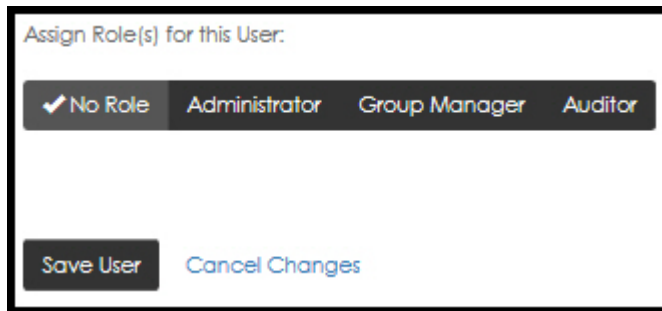 Assign Role(s) for this User:
✔No Role Administrator Group Manager Auditor
Save User Cancel Changes